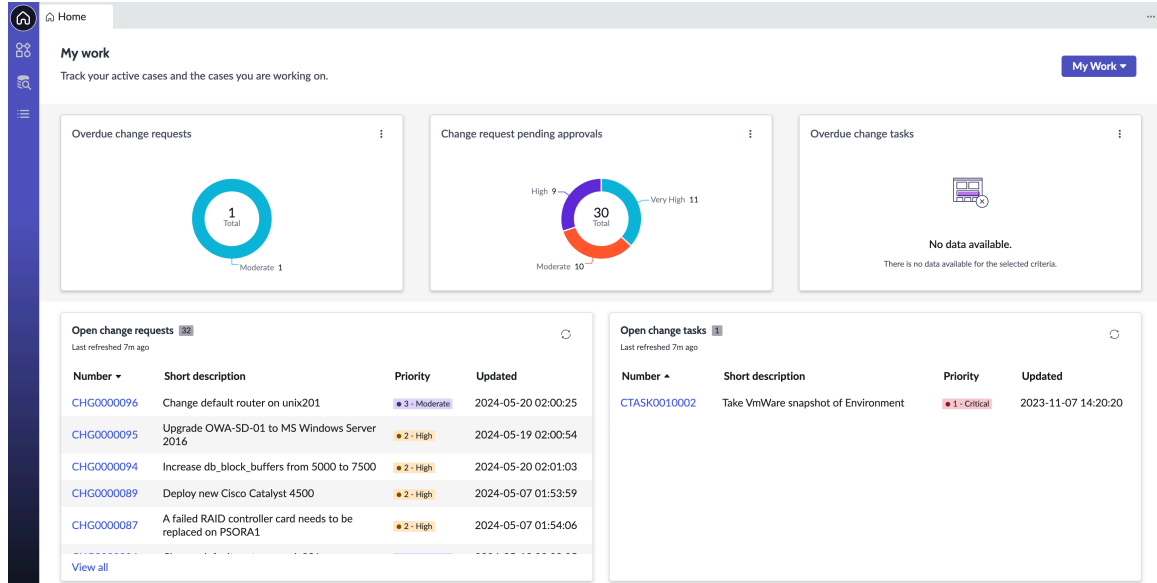 Home
My work
Track your active cases and the cases you are working on.
My Work
Overdue change requests
1
Total
Moderate 1
Change request pending approvals
High 9
Very High 11
30
Total
Moderate 10
Overdue change tasks
No data available.
There is no data available for the selected criteria.
Open change requests 32
Last refreshed 7m ago
Number Short description Priority Updated
CHG0000096 Change default router on unix201 3 - Moderate 2024-05-20 02:00:25
CHG0000095 Upgrade OWA-SD-01 to MS Windows Server
2016 2 - High 2024-05-19 02:00:54
CHG0000094 Increase db_block_buffers from 5000 to 7500 2 - High 2024-05-20 02:01:03
CHG0000089 Deploy new Cisco Catalyst 4500 2 - High 2024-05-07 01:53:59
CHG0000087 A failed RAID controller card needs to be
replaced on PSORA1 2 - High 2024-05-07 01:54:06
View all
Open change tasks 1
Last refreshed 7m ago
Number Short description Priority Updated
CTASK0010002 Take VmWare snapshot of Environment 1 - Critical 2023-11-07 14:20:20